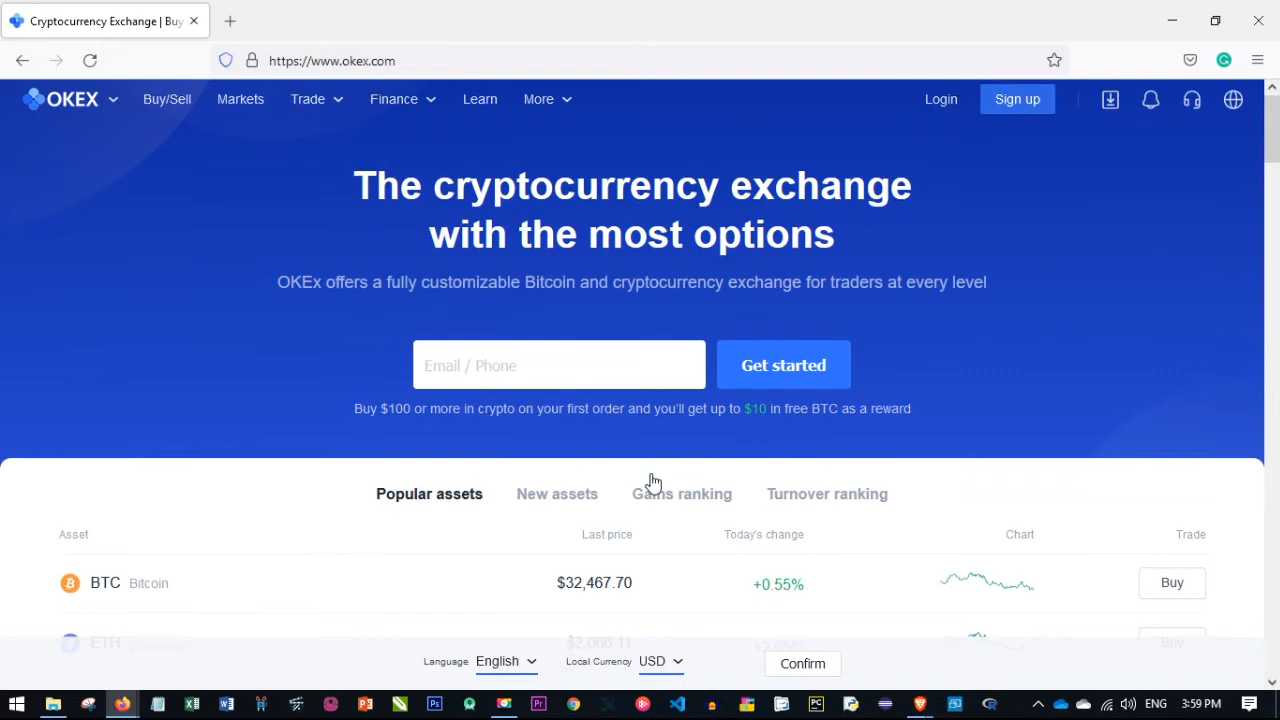 Cryptocurrency Exchange | Buy
https://www.okex.com
OKEX Buy/Sell Markets Trade Finance Learn More Login Sign up
The cryptocurrency exchange
with the most options
OKEx offers a fully customizable Bitcoin and cryptocurrency exchange for traders at every level
Email / Phone Get started
Buy $100 or more in crypto on your first order and you'll get up to $10 in free BTC as a reward
Popular assets New assets Gains ranking Turnover ranking
Asset Last price Today's change Chart Trade
BTC Bitcoin $32,467.70 +0.55% Buy
ETH $2,066.11 Buy
Language English Local Currency USD Confirm
ENG 3:59 PM